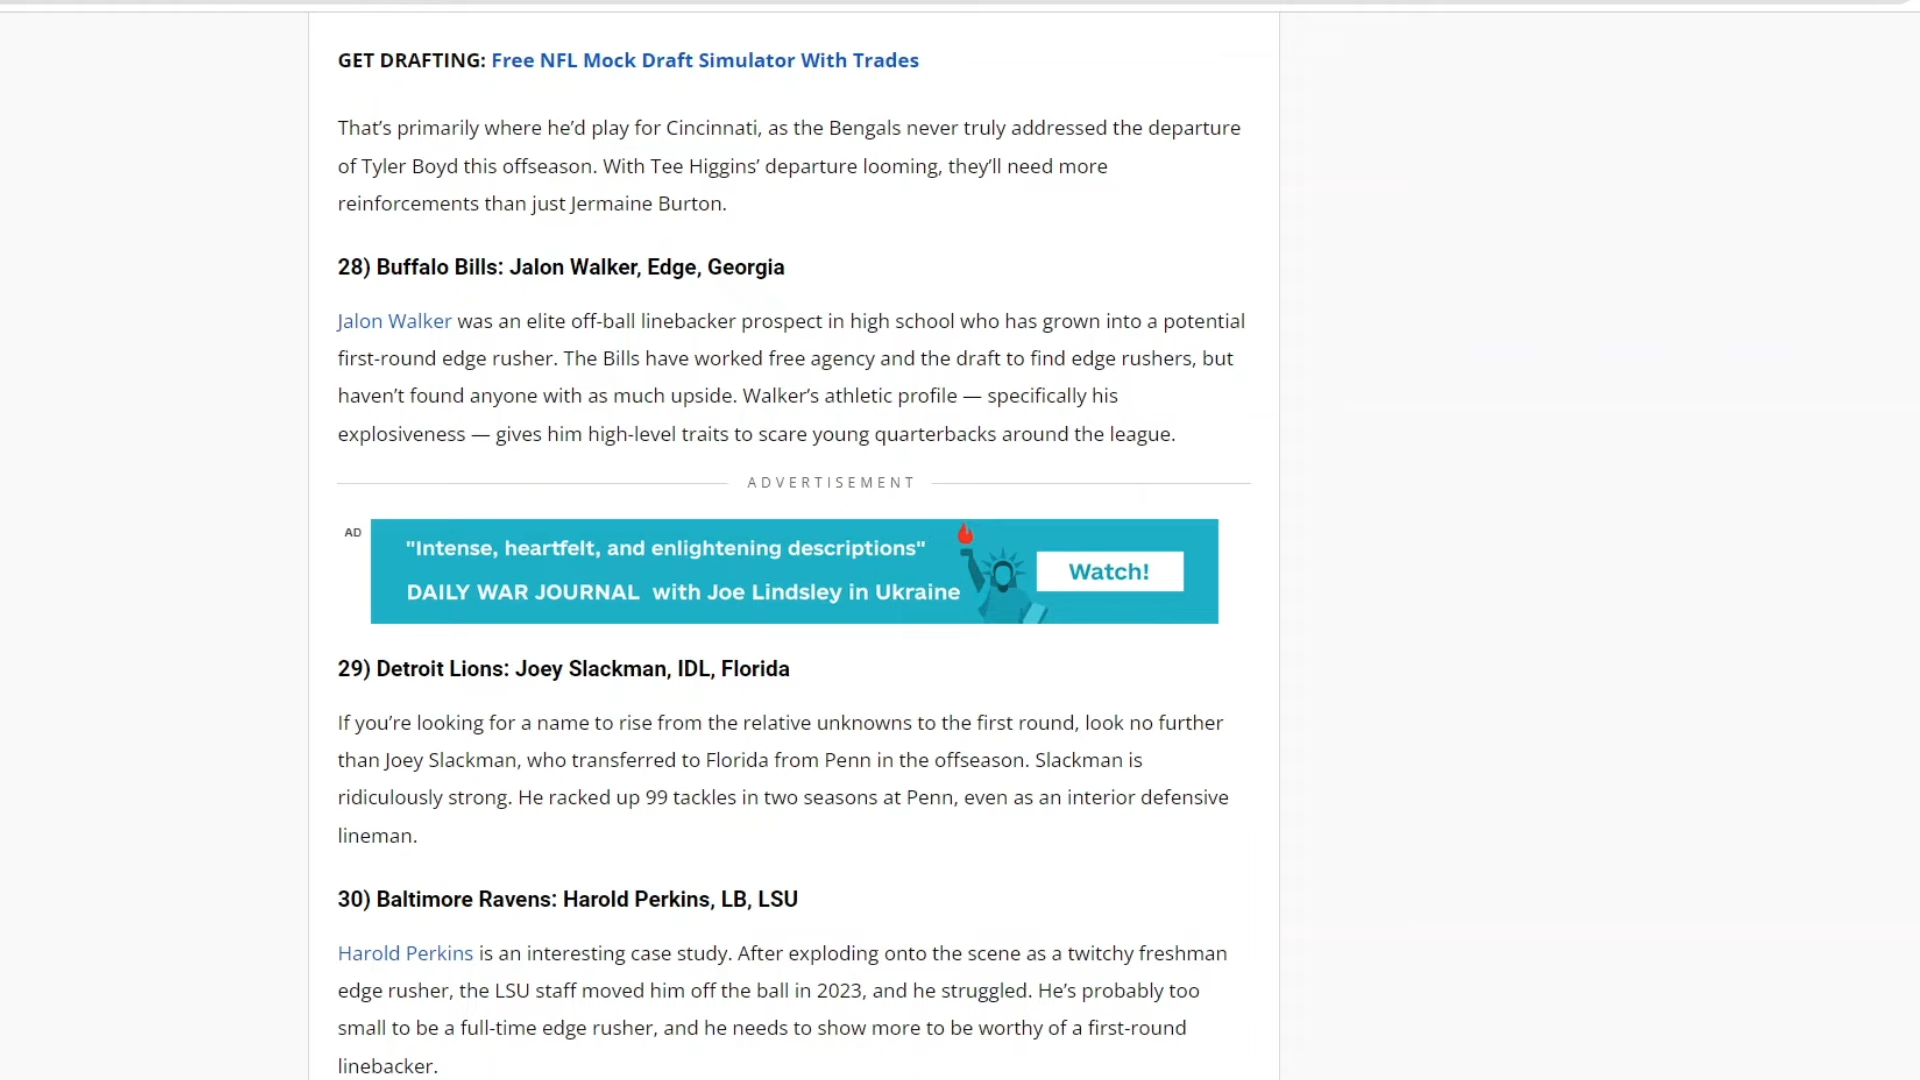 GET DRAFTING: Free NFL Mock Draft Simulator With Trades
That’s primarily where he’d play for Cincinnati, as the Bengals never truly addressed the departure
of Tyler Boyd this offseason. With Tee Higgins’ departure looming, they’ll need more
reinforcements than just Jermaine Burton.
28) Buffalo Bills: Jalon Walker, Edge, Georgia
Jalon Walker was an elite off-ball linebacker prospect in high school who has grown into a potential
first-round edge rusher. The Bills have worked free agency and the draft to find edge rushers, but
haven’t found anyone with as much upside. Walker’s athletic profile — specifically his
explosiveness — gives him high-level traits to scare young quarterbacks around the league.
ADVERTISEMENT
AD
"Intense, heartfelt, and enlightening descriptions"
DAILY WAR JOURNAL with Joe Lindsley in Ukraine
Watch!
29) Detroit Lions: Joey Slackman, IDL, Florida
If you’re looking for a name to rise from the relative unknowns to the first round, look no further
than Joey Slackman, who transferred to Florida from Penn in the offseason. Slackman is
ridiculously strong. He racked up 99 tackles in two seasons at Penn, even as an interior defensive
lineman.
30) Baltimore Ravens: Harold Perkins, LB, LSU
Harold Perkins is an interesting case study. After exploding onto the scene as a twitchy freshman
edge rusher, the LSU staff moved him off the ball in 2023, and he struggled. He’s probably too
small to be a full-time edge rusher, and he needs to show more to be worthy of a first-round
linebacker.